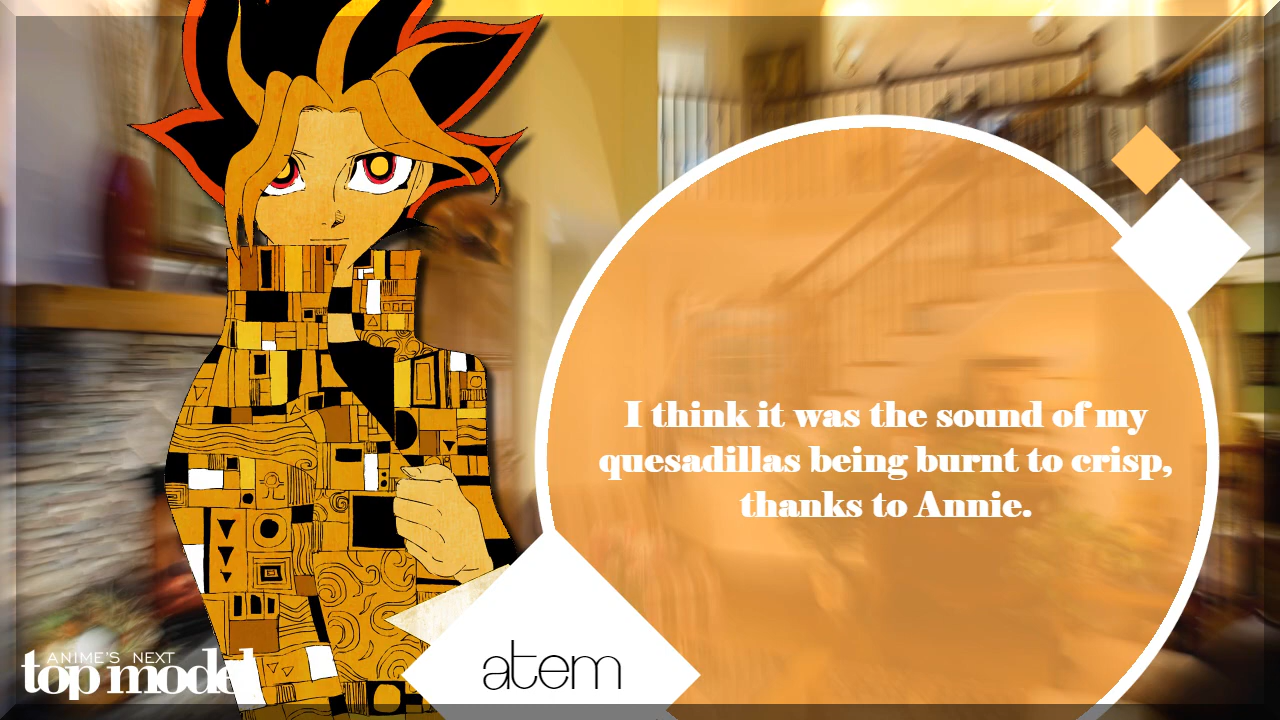 I think it was the sound of my
quesadillas being burnt to crisp,
thanks to Annie.
atem
ANIME'S NEXT
top model